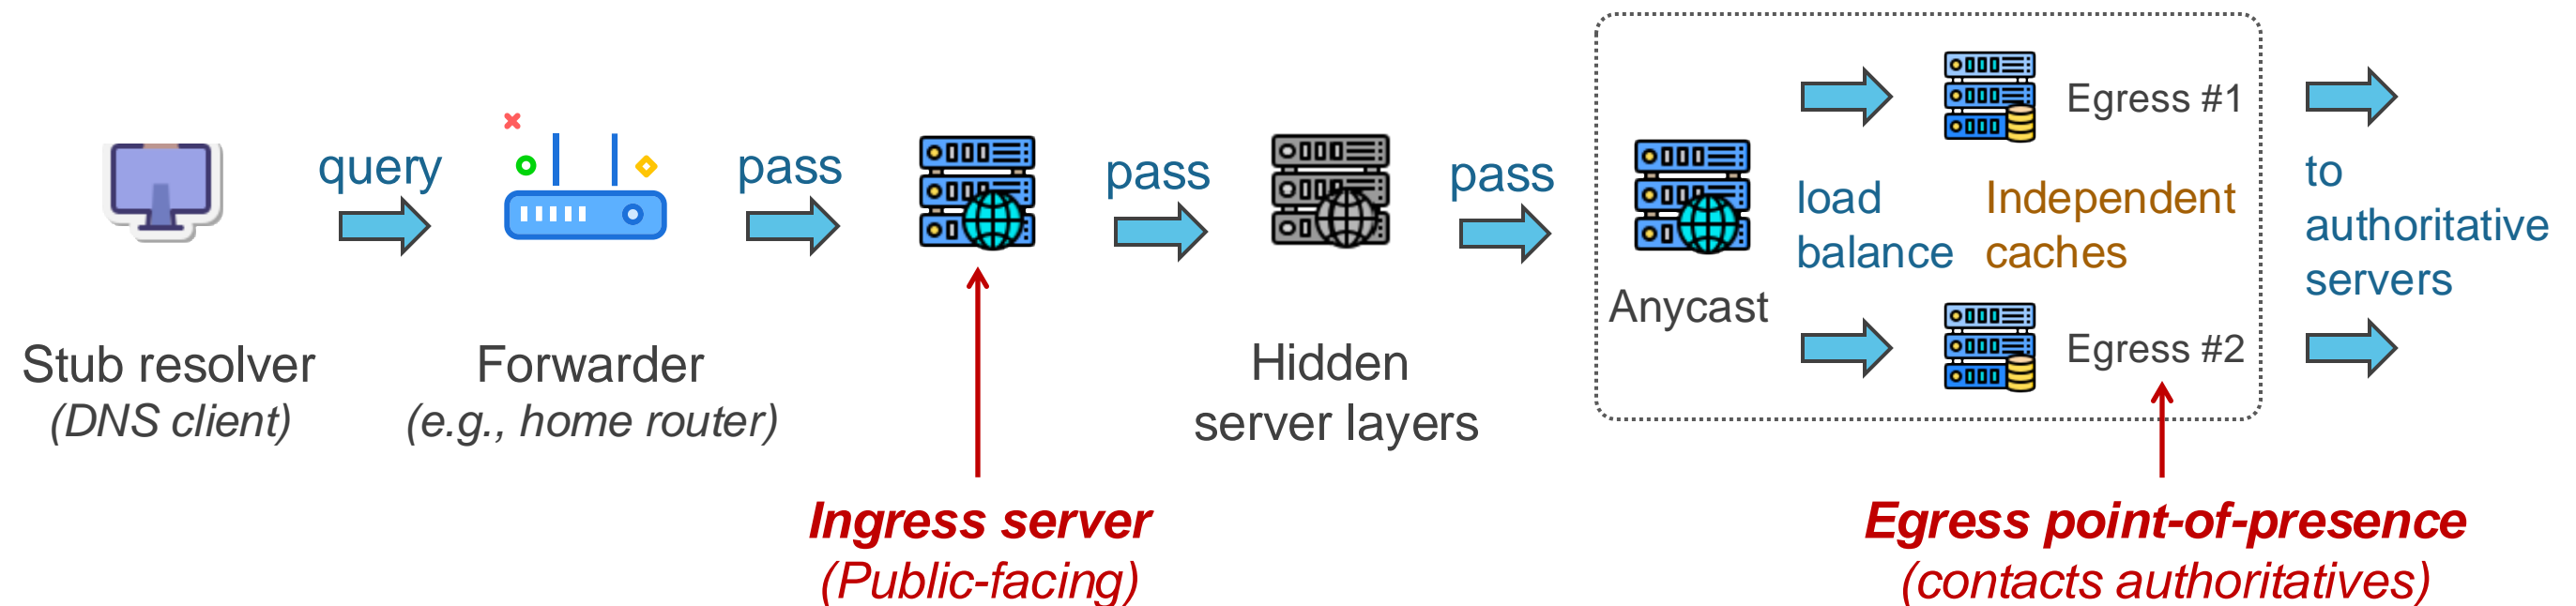 query
pass
pass
pass
Stub resolver
(DNS client)
Forwarder
(e.g., home router)
Ingress server
(Public-facing)
Hidden
server layers
Anycast
load
balance
Egress #1
Independent
caches
Egress #2
to
authoritative
servers
Egress point-of-presence
(contacts authoritatives)